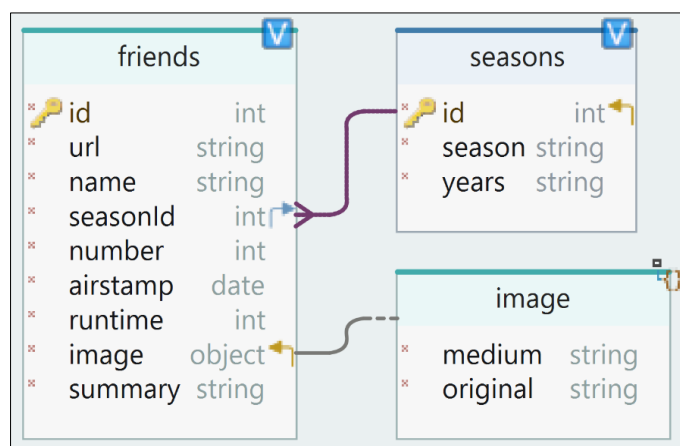 friends
id int
url string
name string
seasonId int
number int
airstamp date
runtime int
image object
summary string
seasons
id int
season string
years string
image
medium string
original string